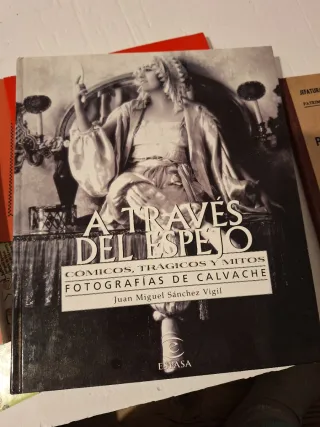 A TRAVÉS
DEL ESPEJO
CÓMICOS, TRÁGICOS Y MITOS
FOTOGRAFÍAS DE CALVACHE
Juan Miguel Sánchez Vigil
ESPASA